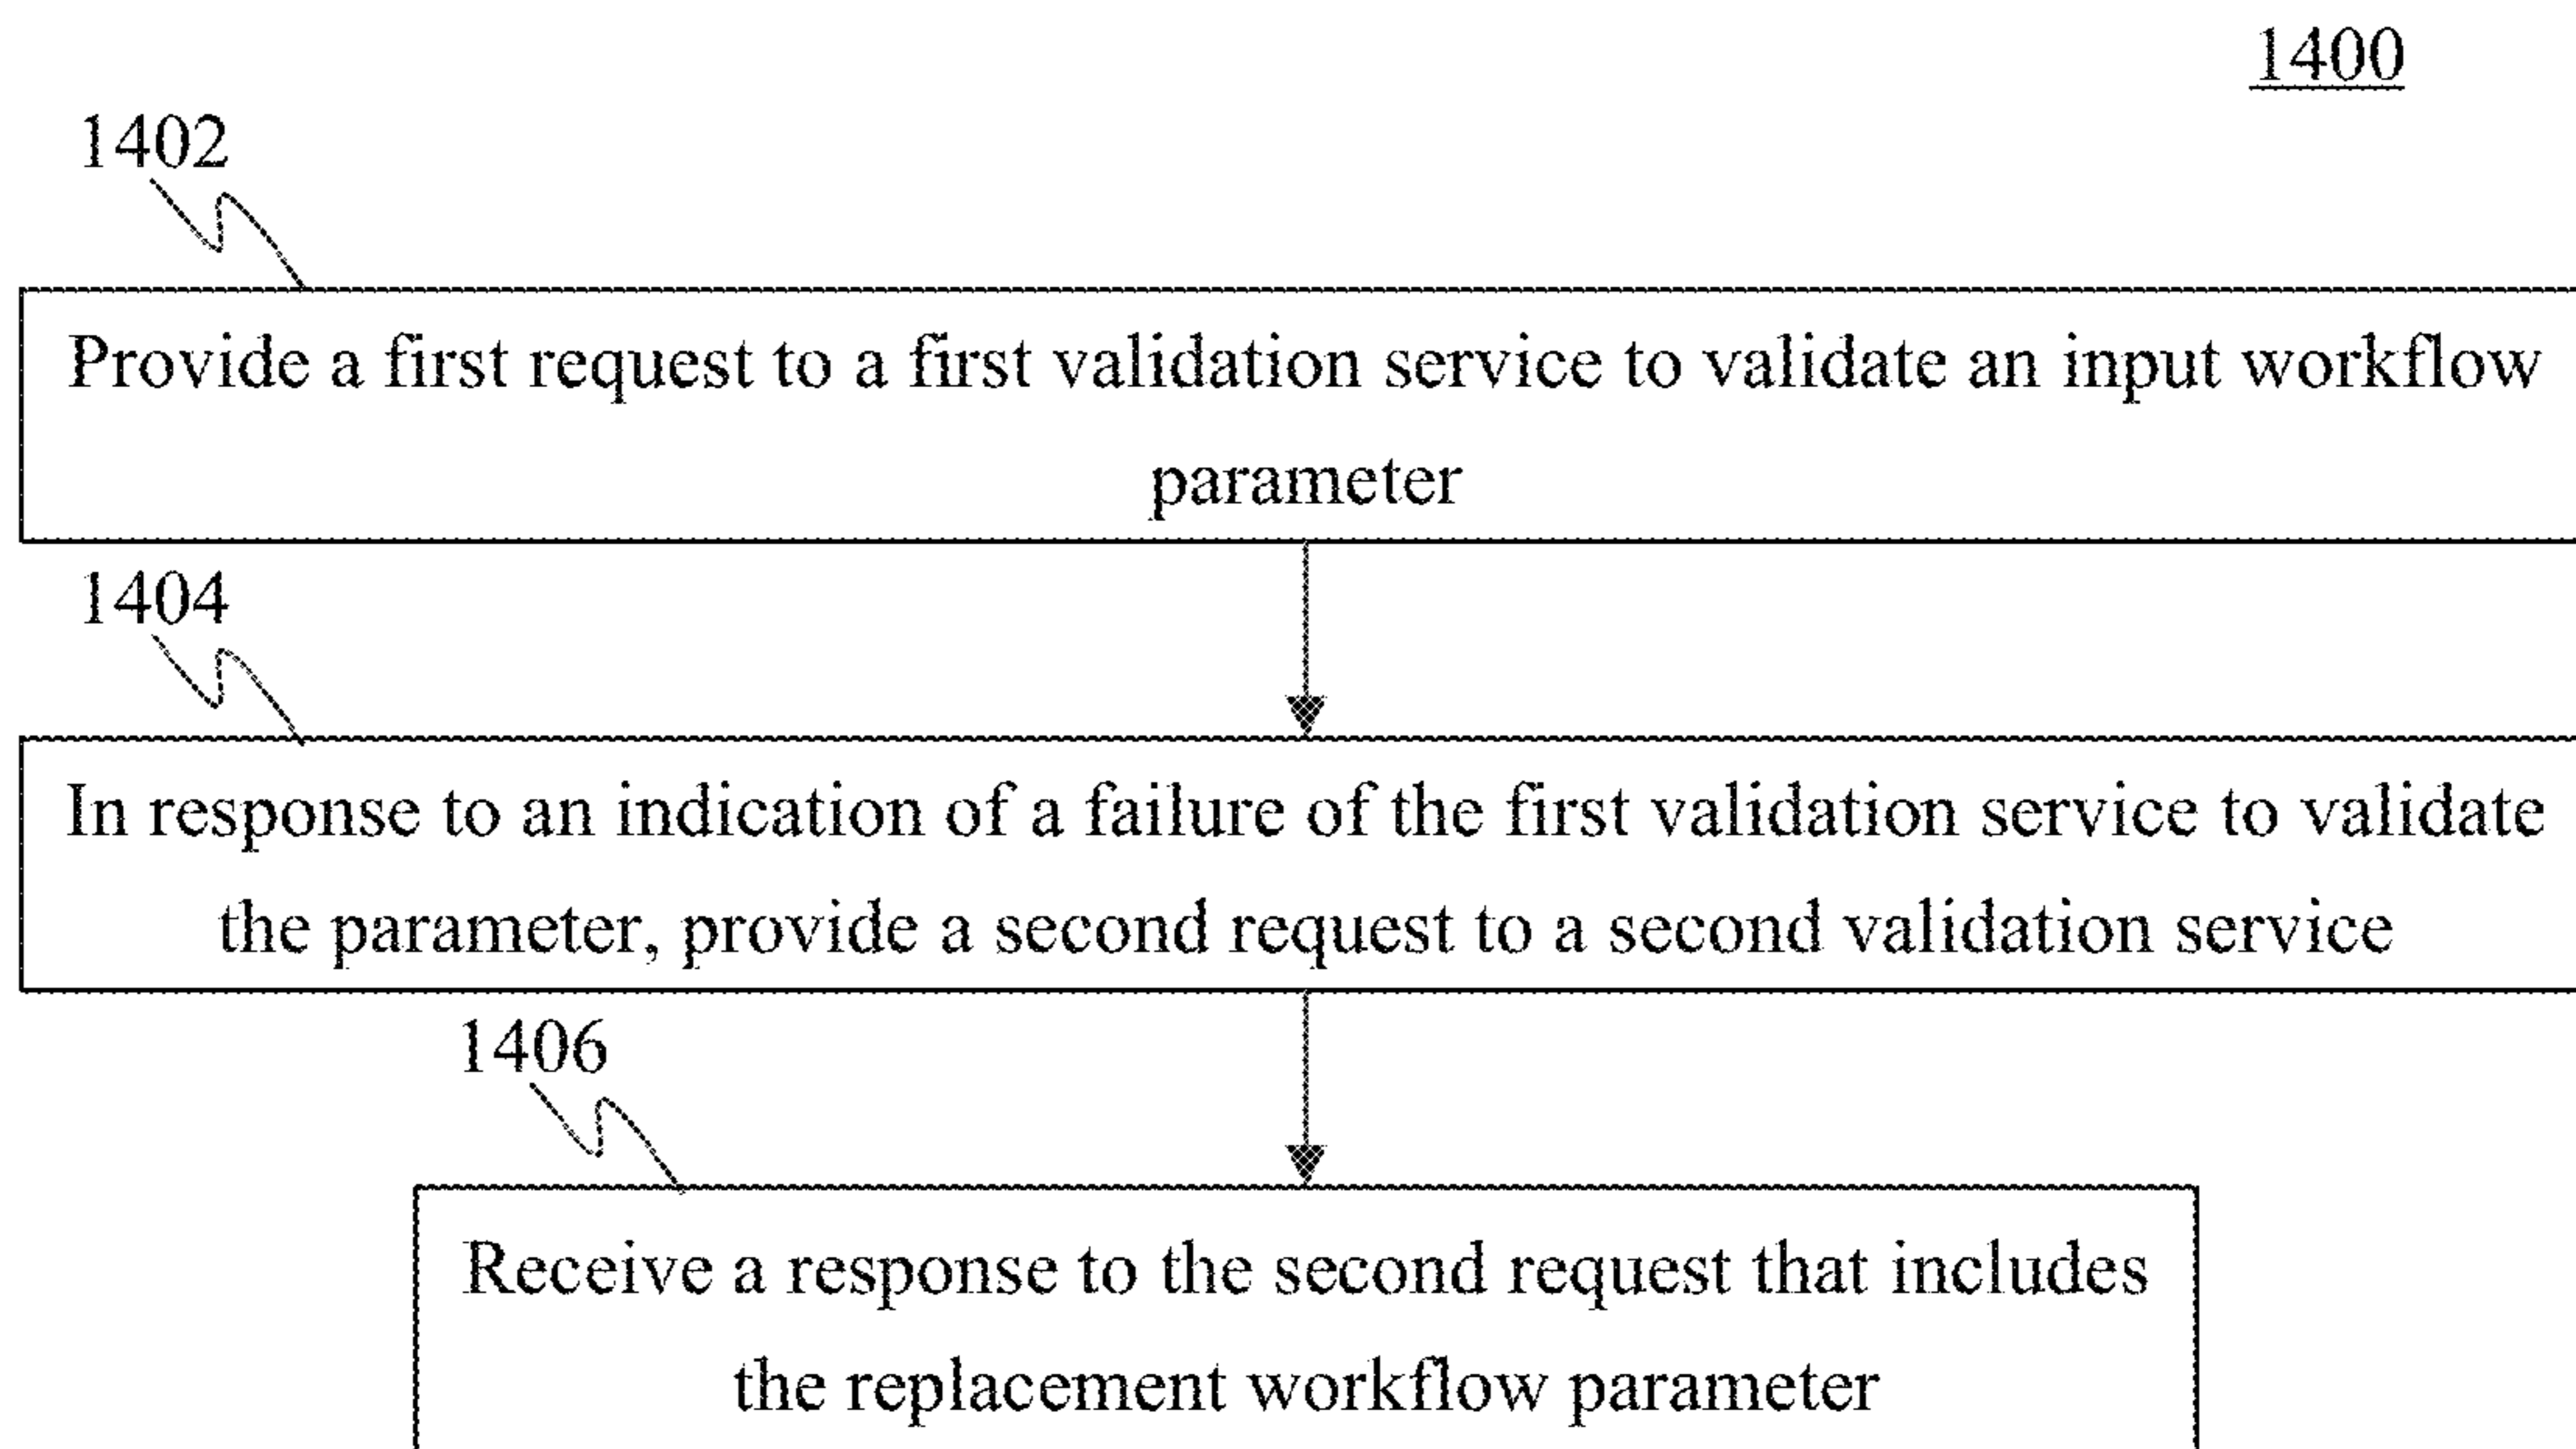 1400
1402
Provide a first request to a first validation service to validate an input workflow
parameter
1404
In response to an indication of a failure of the first validation service to validate
the parameter, provide a second request to a second validation service
1406
Receive a response to the second request that includes
the replacement workflow parameter